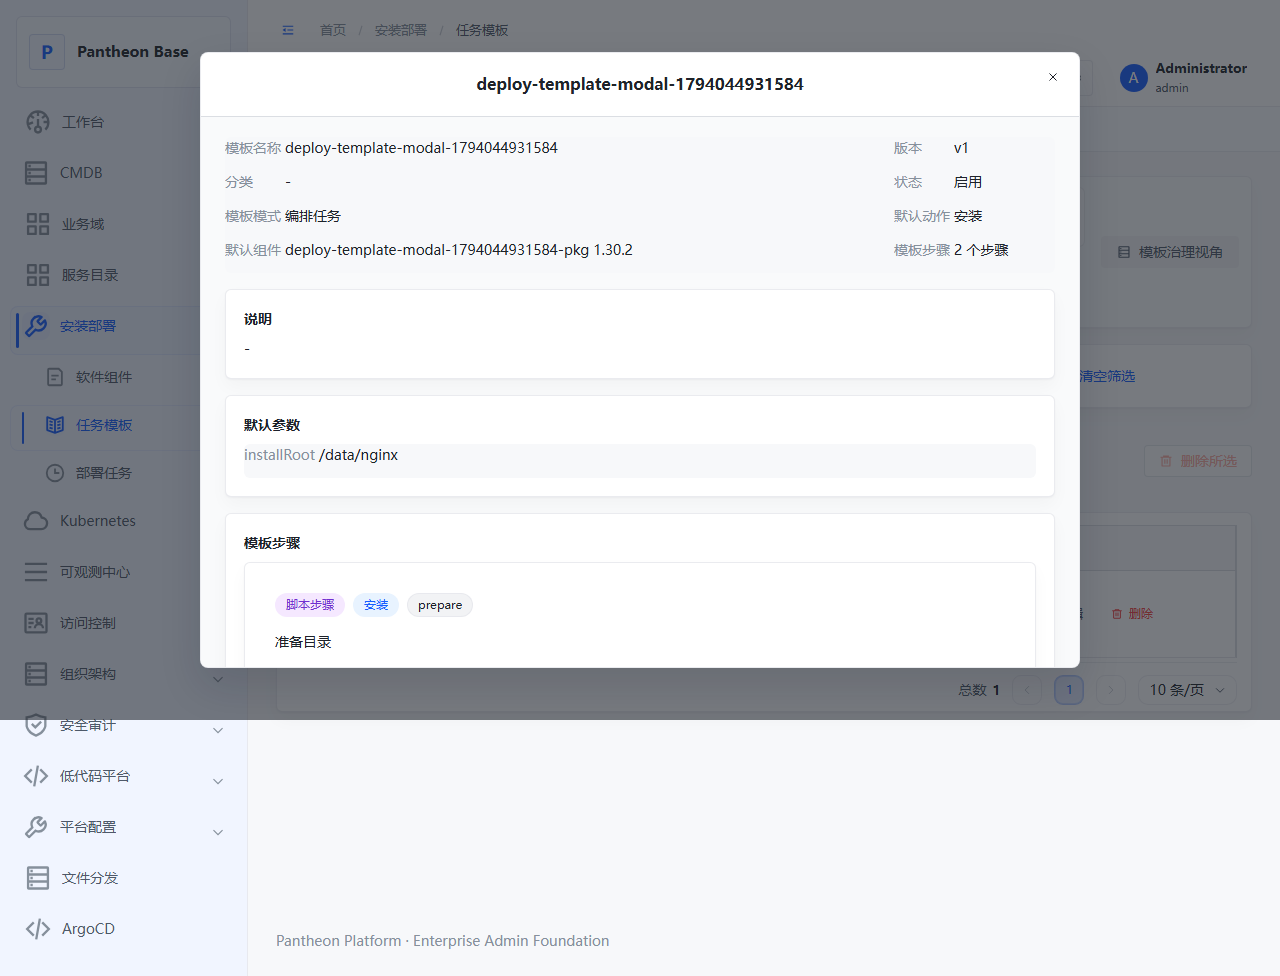 Pantheon Base
P
工作台
CMDB
业务域
服务目录
安装部署
软件组件
任务模板
部署任务
Kubernetes
可观测中心
访问控制
组织架构
安全审计
低代码平台
平台配置
文件分发
ArgoCD
首页 / 安装部署 / 任务模板
A
Administrator
admin
deploy-template-modal-1794044931584
模板名称 deploy-template-modal-1794044931584
版本 v1
分类 -
状态 启用
模板模式 编排任务
默认动作 安装
默认组件 deploy-template-modal-1794044931584-pkg 1.30.2
模板步骤 2 个步骤
说明
-
默认参数
installRoot /data/nginx
模板步骤
脚本步骤 安装 prepare
准备目录
模板治理视角
清空筛选
删除所选
删除
总数 1
1
10 条/页
Pantheon Platform · Enterprise Admin Foundation